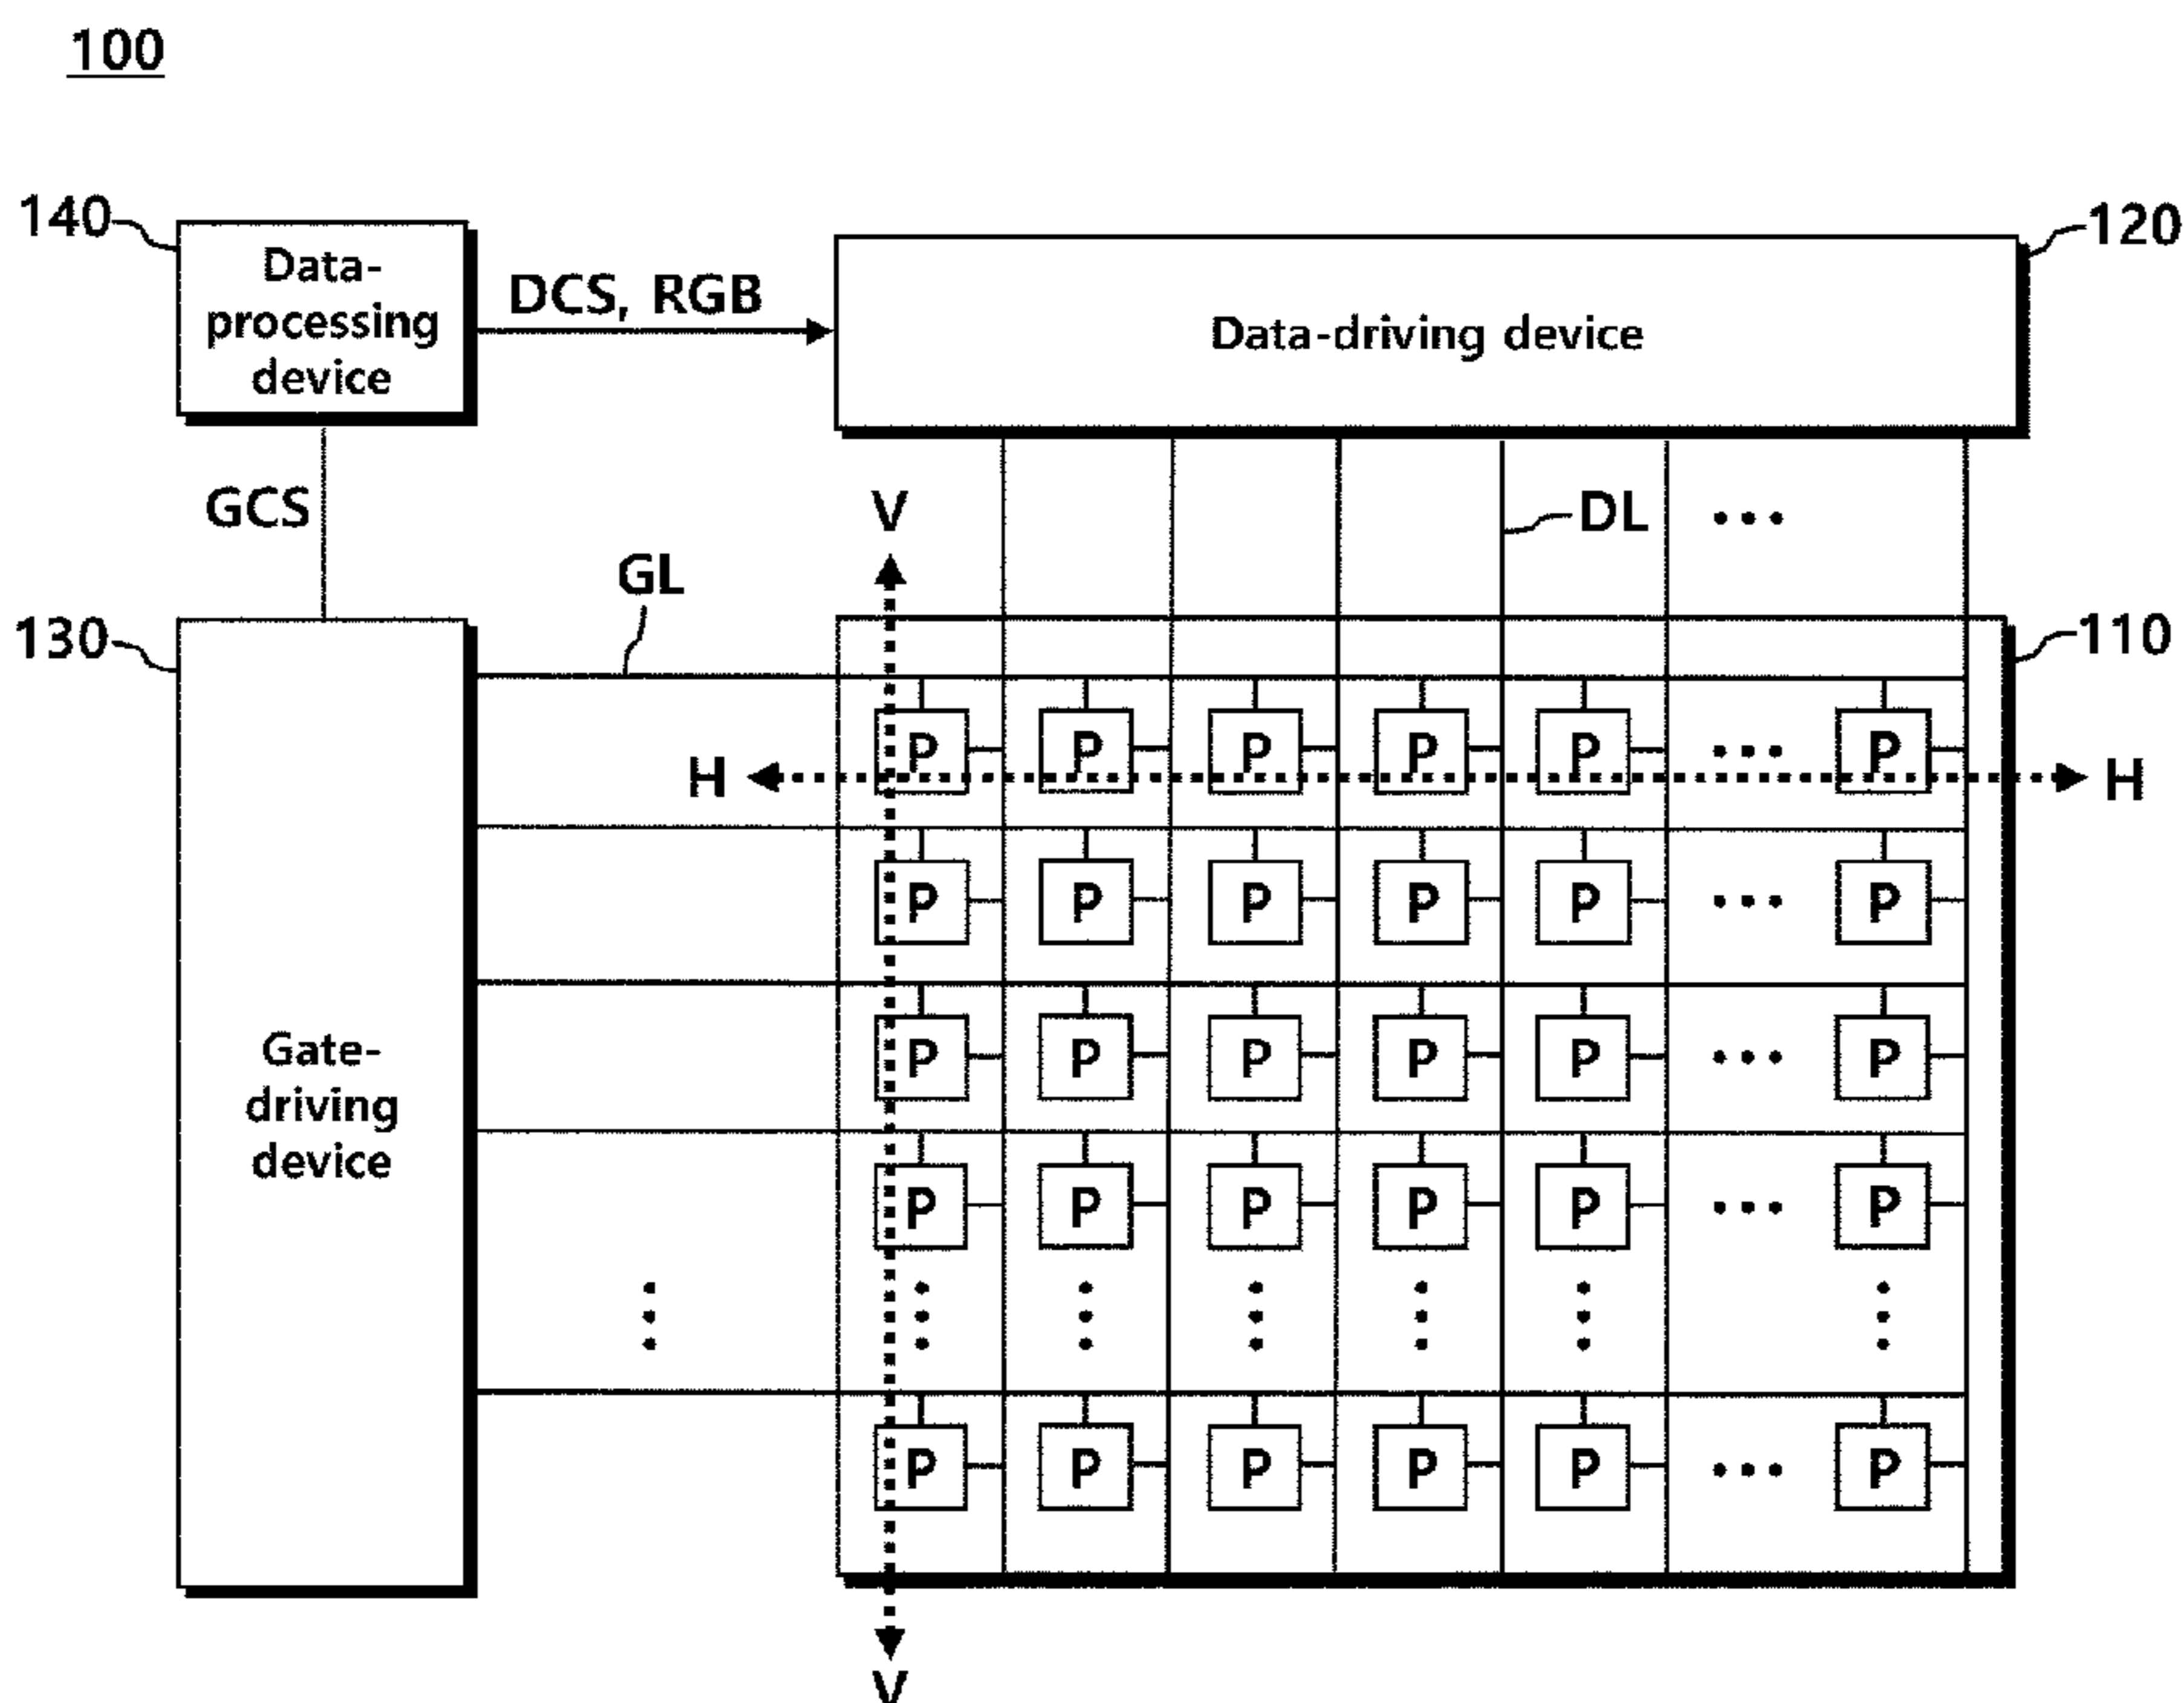 100
140
Data-
processing
device
DCS, RGB
Data-driving device
120
GCS
V
DL
GL
130
110
P P P P P P
H H
P P P P P P
P P P P P P
Gate-
driving
device
P P P P P P
P P P P P P
V